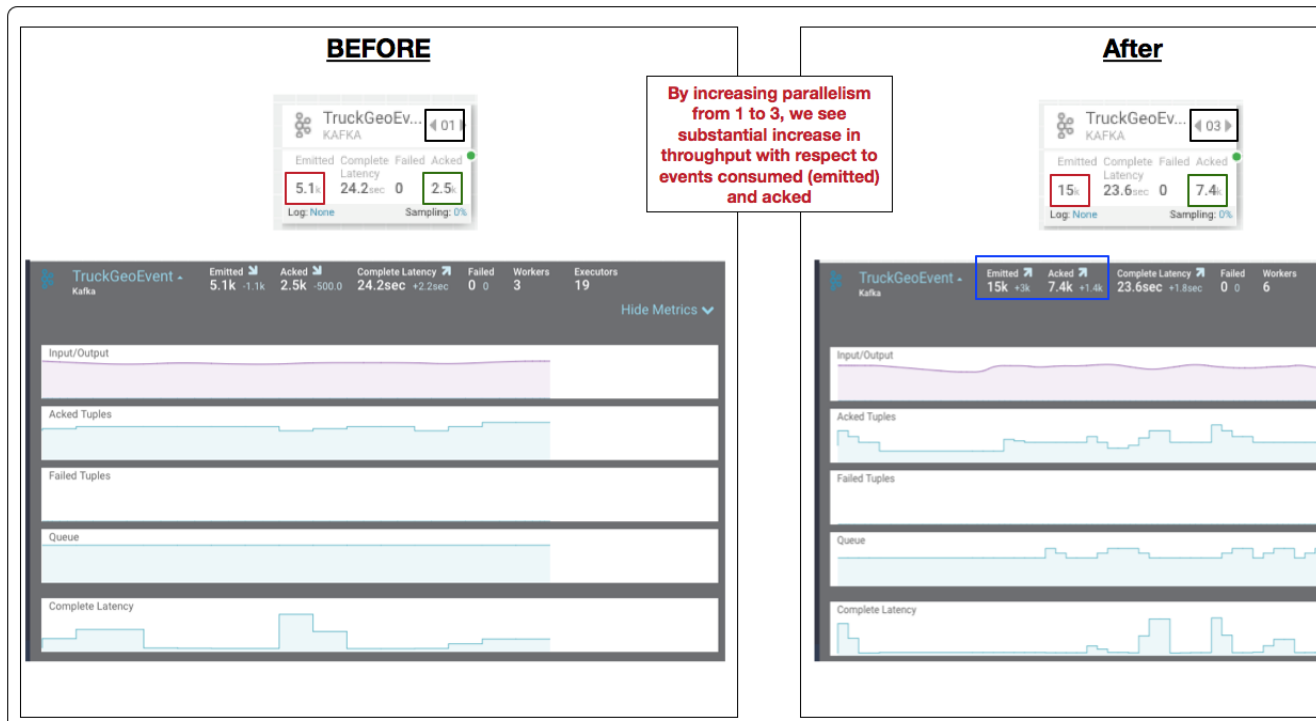 BEFORE
TruckGeoEv... 01
KAFKA
Emitted Complete Latency Failed Acked
5.1k 24.2sec 0 2.5k
Log: None Sampling: 0%
By increasing parallelism
from 1 to 3, we see
substantial increase in
throughput with respect to
events consumed (emitted)
and acked
TruckGeoEvent
Kafka
Emitted Acked Complete Latency Failed Workers Executors
5.1k -1.1k 2.5k -500.0 24.2sec +2.2sec 0 0 3 19
Hide Metrics
Input/Output
Acked Tuples
Failed Tuples
Queue
Complete Latency
After
TruckGeoEv... 03
KAFKA
Emitted Complete Latency Failed Acked
15k 23.6sec 0 7.4k
Log: None Sampling: 0%
TruckGeoEvent
Kafka
Emitted Acked Complete Latency Failed Workers
15k +3k 7.4k +1.4k 23.6sec +1.8sec 0 0 6
Input/Output
Acked Tuples
Failed Tuples
Queue
Complete Latency